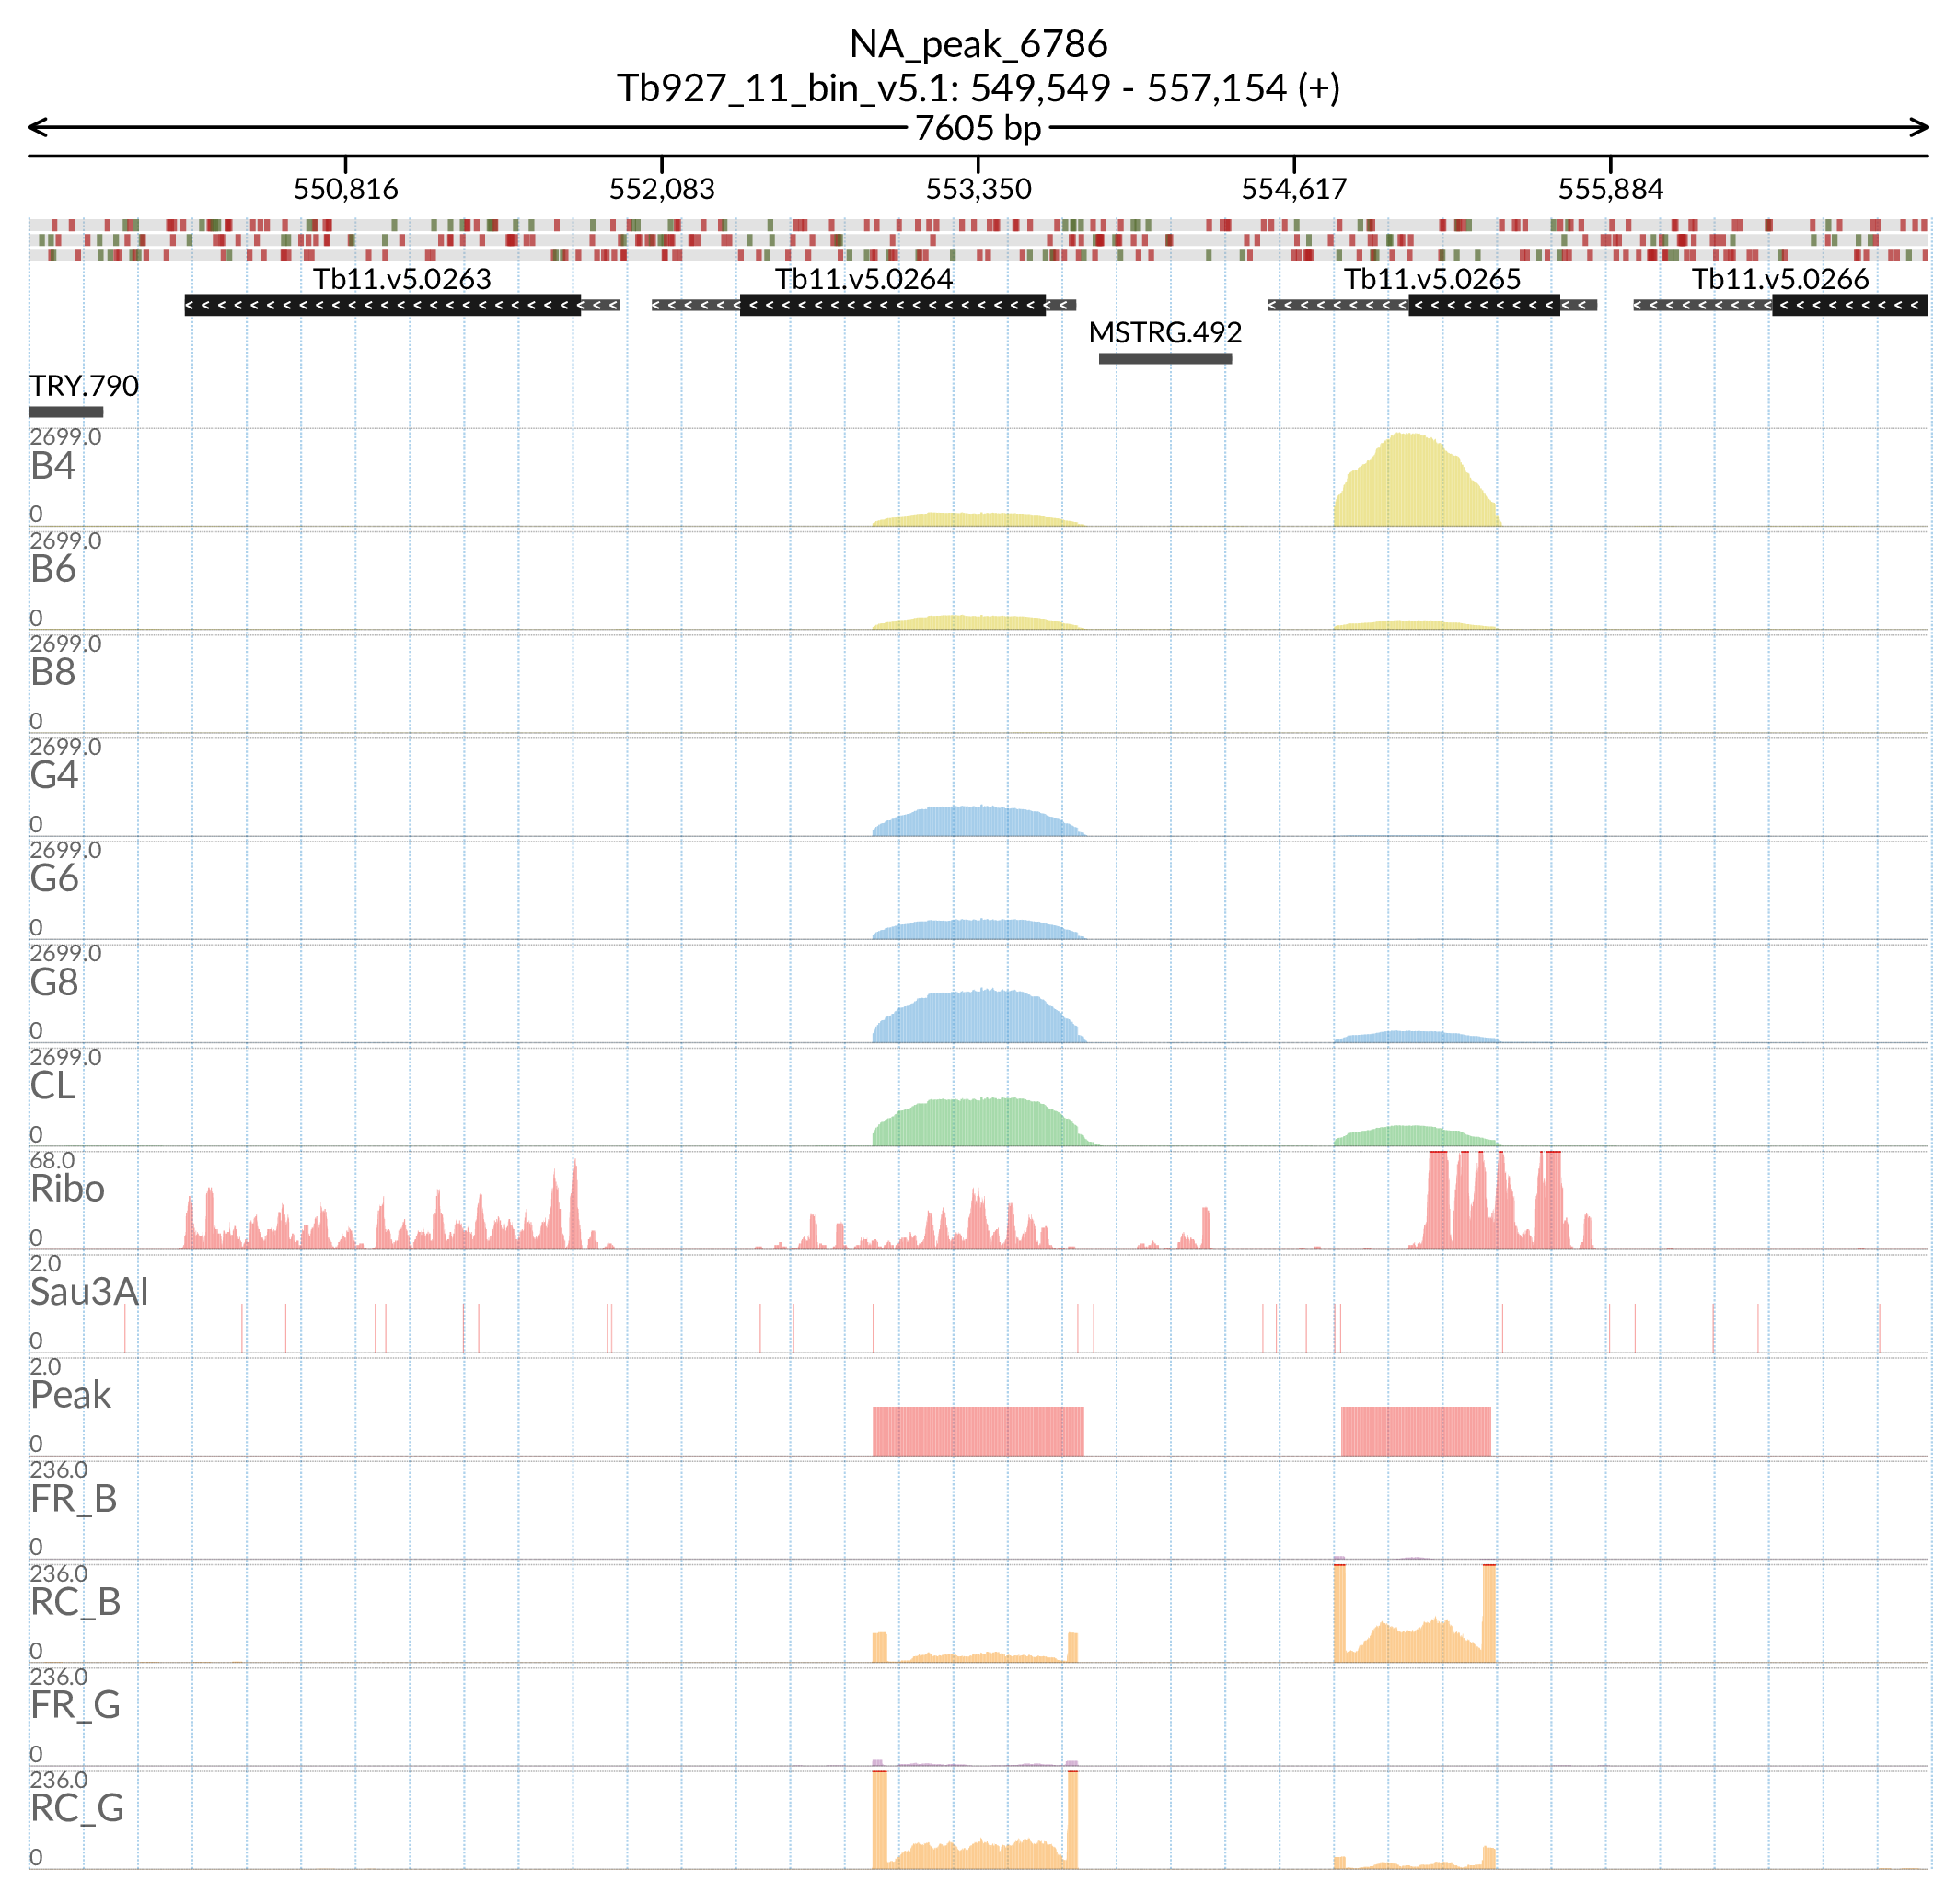 NA_peak_6786
Tb927_11_bin_v5.1: 549,549 - 557,154 (+)
7605 bp
550,816 552,083 553,350 554,617 555,884
Tb11.v5.0263 Tb11.v5.0264 Tb11.v5.0265 Tb11.v5.0266
MSTRG.492
TRY.790
2699.0
B4
0
2699.0
B6
0
2699.0
B8
0
2699.0
G4
0
2699.0
G6
0
2699.0
G8
0
2699.0
CL
0
68.0
Ribo
0
2.0
Sau3AI
0
2.0
Peak
0
236.0
FR_B
0
236.0
RC_B
0
236.0
FR_G
0
236.0
RC_G
0